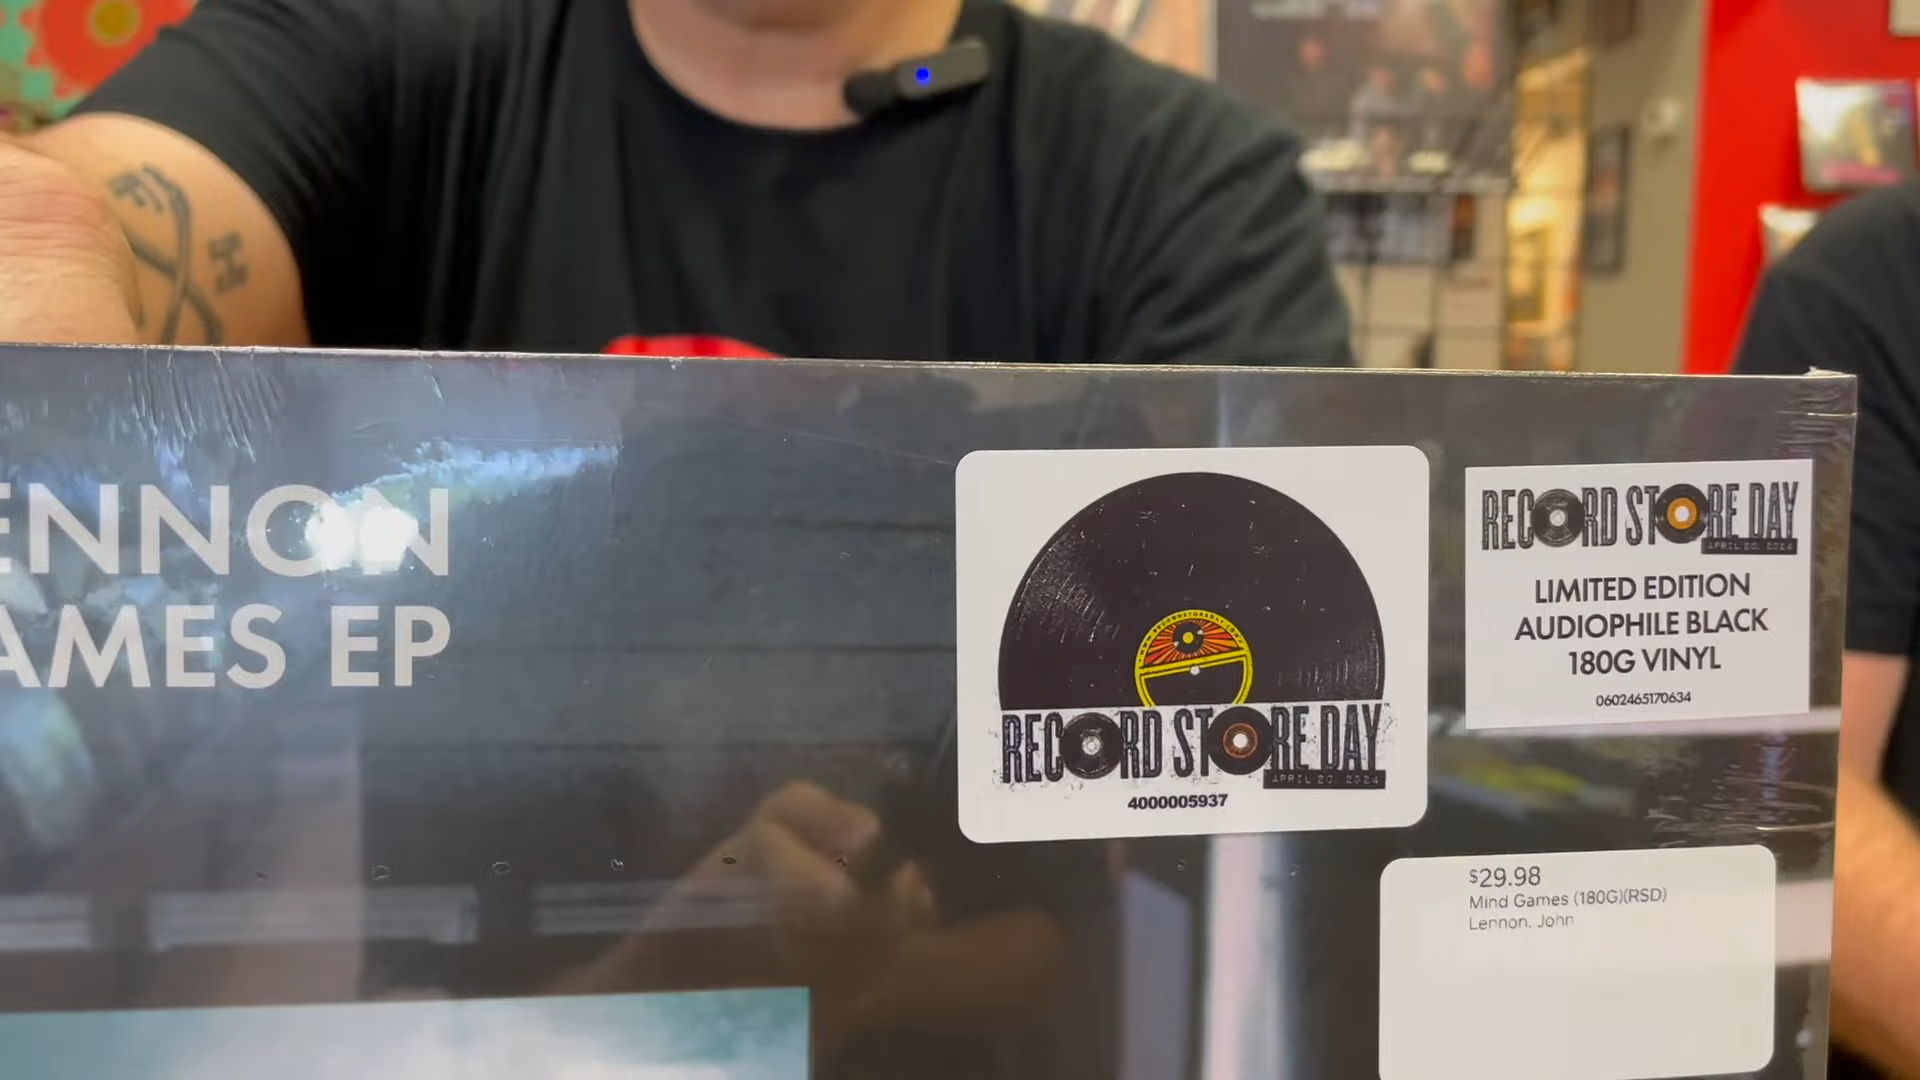 ENNON
AMES EP
RECORD STORE DAY
APRIL 20, 2024
4000005937
RECORD STORE DAY
APRIL 20, 2024
LIMITED EDITION
AUDIOPHILE BLACK
180G VINYL
0602465170634
$29.98
Mind Games (180G)(RSD)
Lennon, John